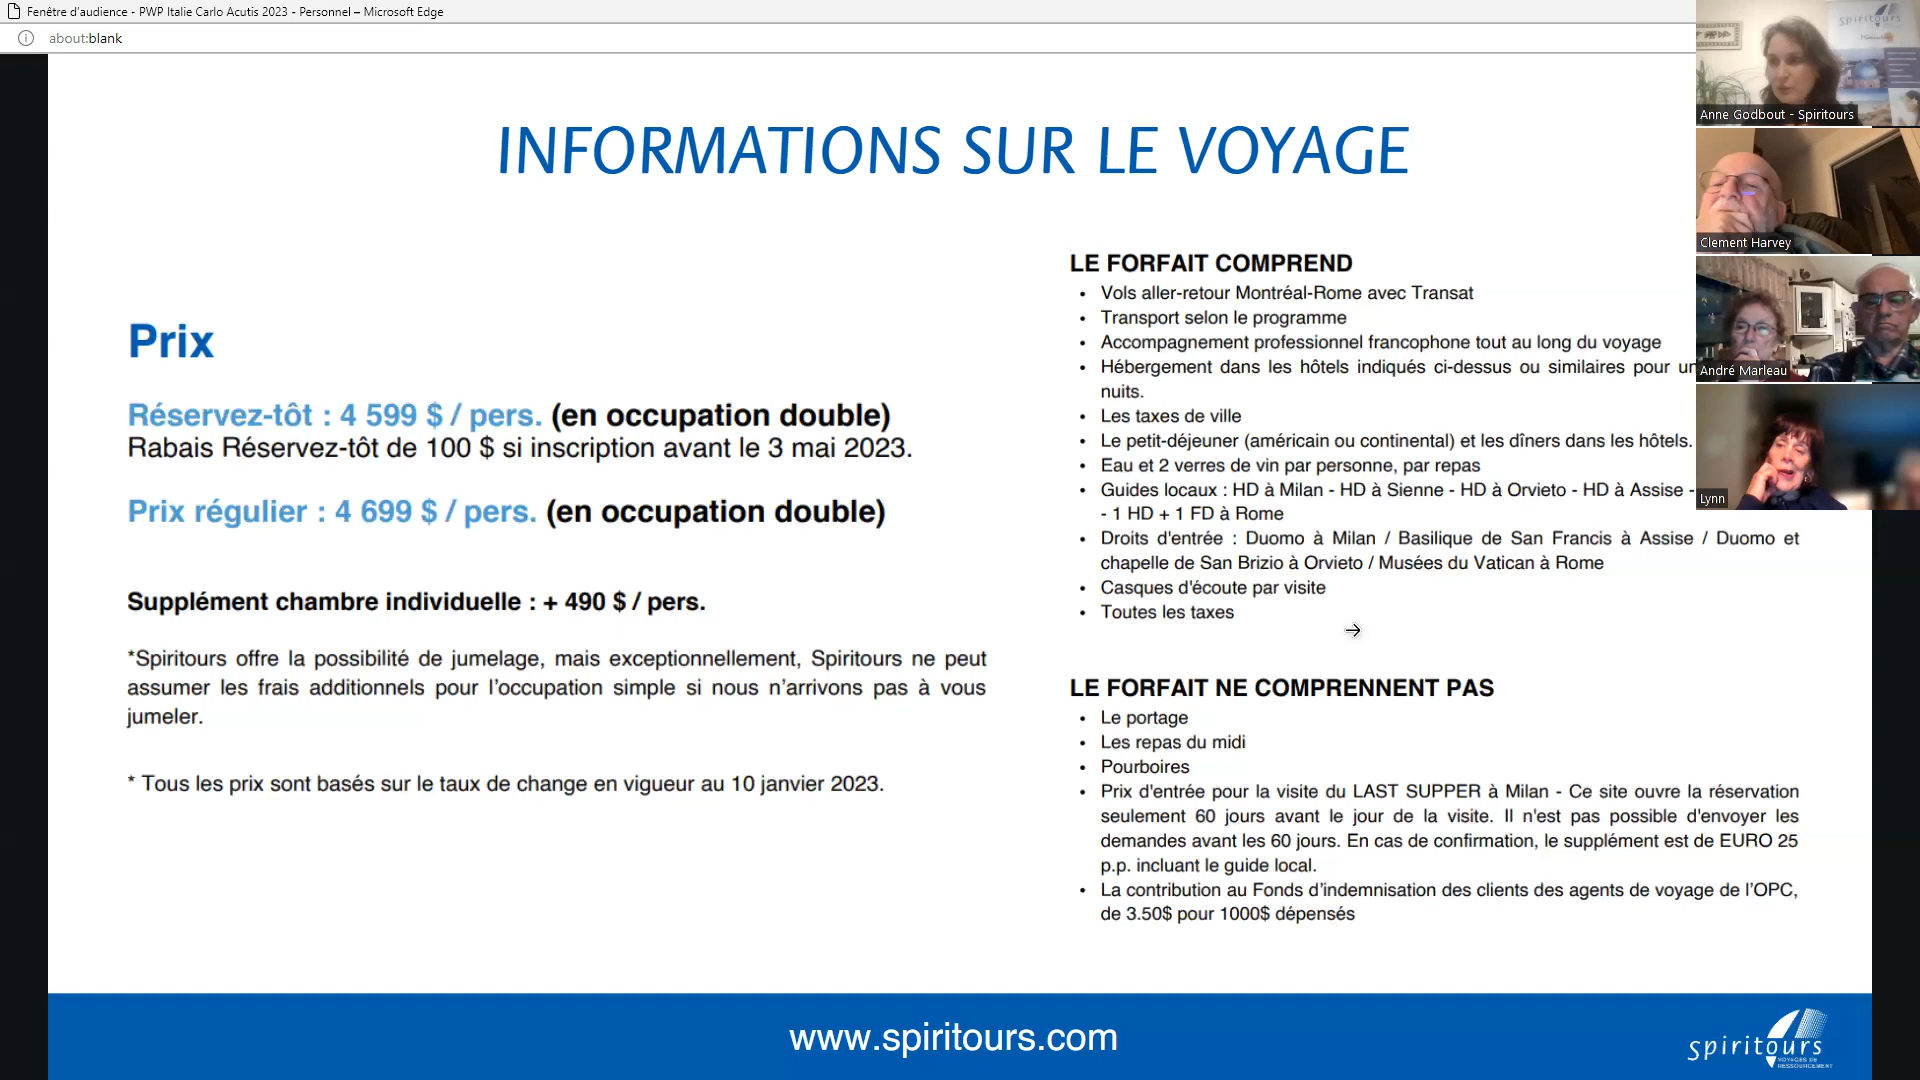 Fenêtre d'audience - PWP Italie Carlo Acutis 2023 - Personnel – Microsoft Edge
about:blank
INFORMATIONS SUR LE VOYAGE
Prix
Réservez-tôt : 4 599 $ / pers. (en occupation double)
Rabais Réservez-tôt de 100 $ si inscription avant le 3 mai 2023.
Prix régulier : 4 699 $ / pers. (en occupation double)
Supplément chambre individuelle : + 490 $ / pers.
*Spiritours offre la possibilité de jumelage, mais exceptionnellement, Spiritours ne peut
assumer les frais additionnels pour l'occupation simple si nous n'arrivons pas à vous
jumeler.
* Tous les prix sont basés sur le taux de change en vigueur au 10 janvier 2023.
LE FORFAIT COMPREND
• Vols aller-retour Montréal-Rome avec Transat
• Transport selon le programme
• Accompagnement professionnel francophone tout au long du voyage
• Hébergement dans les hôtels indiqués ci-dessus ou similaires pour
nuits.
• Les taxes de ville
• Le petit-déjeuner (américain ou continental) et les dîners dans les hôtels.
• Eau et 2 verres de vin par personne, par repas
• Guides locaux : HD à Milan - HD à Sienne - HD à Orvieto - HD à Assise -
- 1 HD + 1 FD à Rome
• Droits d'entrée : Duomo à Milan / Basilique de San Francis à Assise / Duomo et
chapelle de San Brizio à Orvieto / Musées du Vatican à Rome
• Casques d'écoute par visite
• Toutes les taxes
LE FORFAIT NE COMPRENNENT PAS
• Le portage
• Les repas du midi
• Pourboires
• Prix d'entrée pour la visite du LAST SUPPER à Milan - Ce site ouvre la réservation
seulement 60 jours avant le jour de la visite. Il n'est pas possible d'envoyer les
demandes avant les 60 jours. En cas de confirmation, le supplément est de EURO 25
p.p. incluant le guide local.
• La contribution au Fonds d'indemnisation des clients des agents de voyage de l'OPC,
de 3.50$ pour 1000$ dépensés
spiritours
Anne Godbout - Spiritours
Clement Harvey
André Marleau
Lynn
www.spiritours.com
spiritours
VOYAGES DE
RESSOURCEMENT